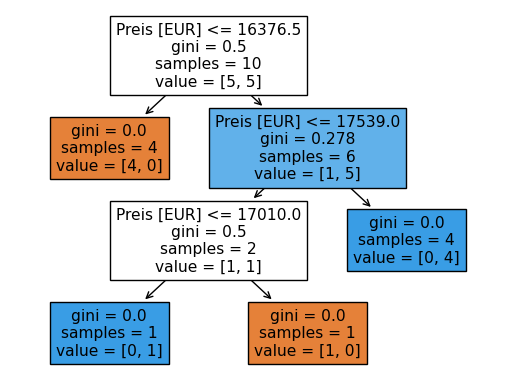 Preis [EUR] <= 16376.5
gini = 0.5
samples = 10
value = [5, 5]
gini = 0.0
samples = 4
value = [4, 0]
Preis [EUR] <= 17539.0
gini = 0.278
samples = 6
value = [1, 5]
Preis [EUR] <= 17010.0
gini = 0.5
samples = 2
value = [1, 1]
gini = 0.0
samples = 4
value = [0, 4]
gini = 0.0
samples = 1
value = [0, 1]
gini = 0.0
samples = 1
value = [1, 0]